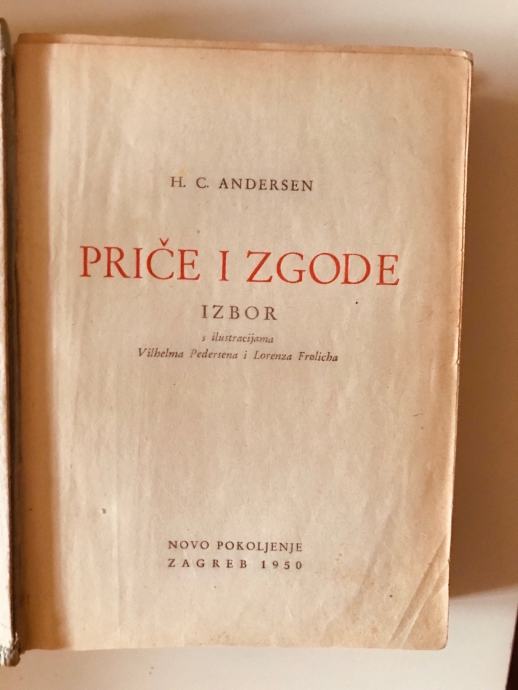 H. C. ANDERSEN
PRIČE I ZGODE
IZBOR
s ilustracijama
Vilhelma Pedersena i Lorenza Frølicha
NOVO POKOLJENJE
ZAGREB 1950